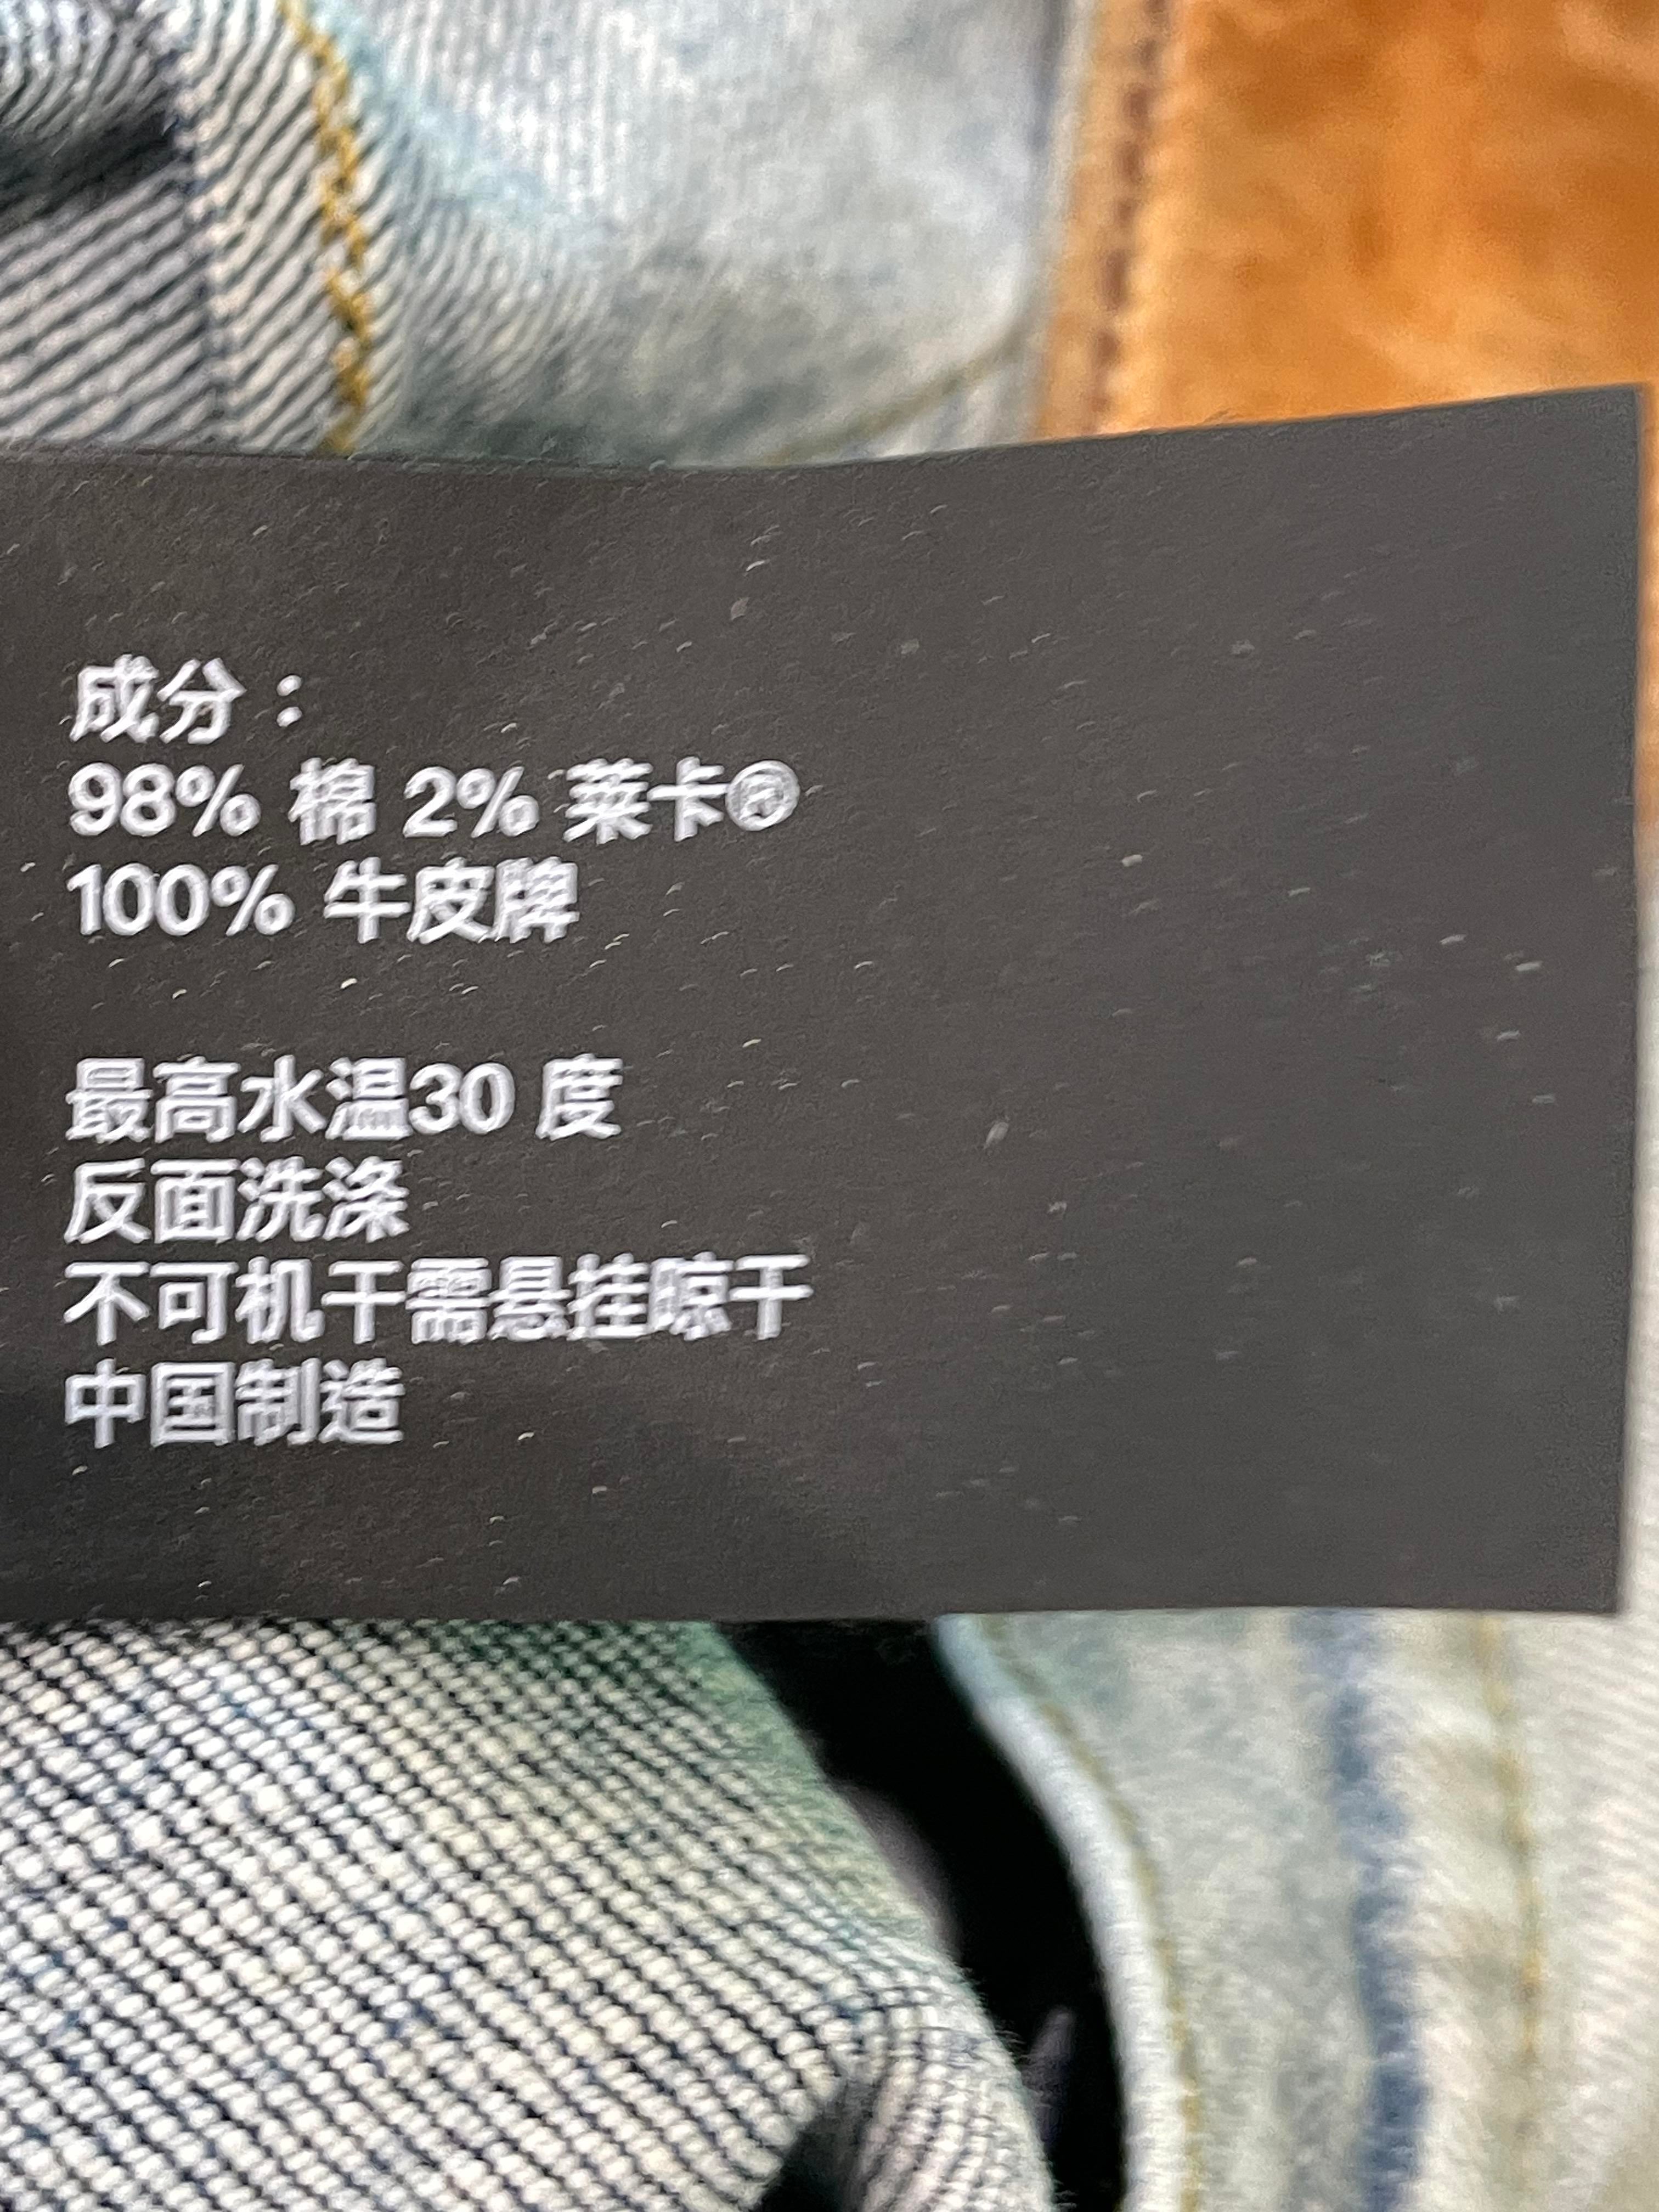 成分：
98% 棉 2% 莱卡®
100% 牛皮牌
最高水温30 度
反面洗涤
不可机干需悬挂晾干
中国制造